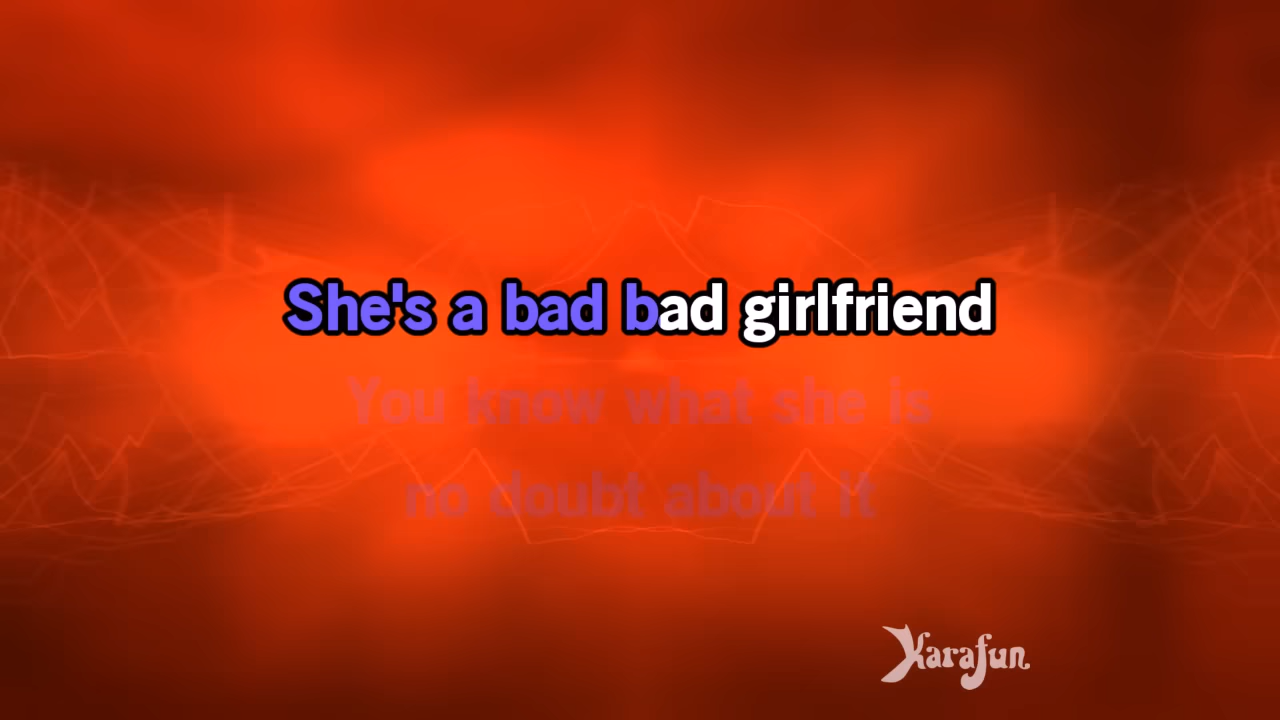 She's a bad bad girlfriend
You know what she is
no doubt about it
Karafun